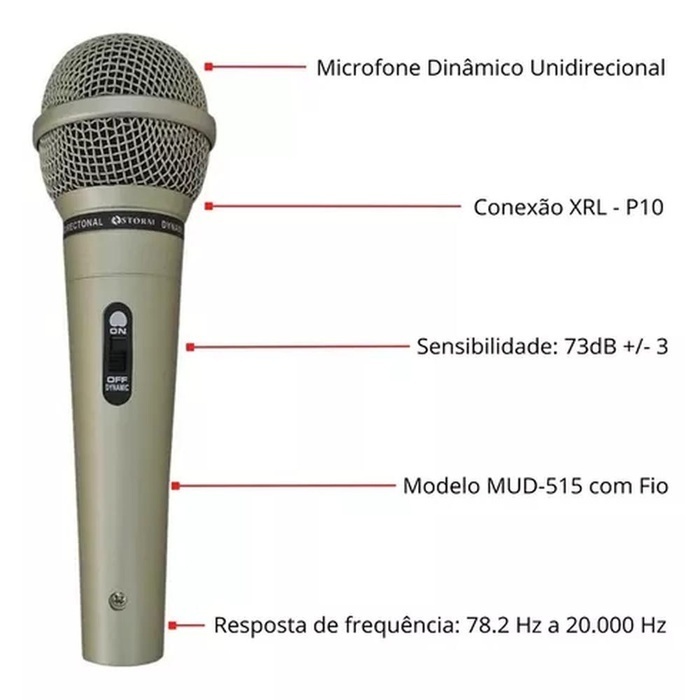 Microfone Dinâmico Unidirecional
Conexão XRL - P10
DIRECTONAL STORM DYNAMIC
ON
Sensibilidade: 73dB +/- 3
OFF
DYNAMIC
Modelo MUD-515 com Fio
Resposta de frequência: 78.2 Hz a 20.000 Hz